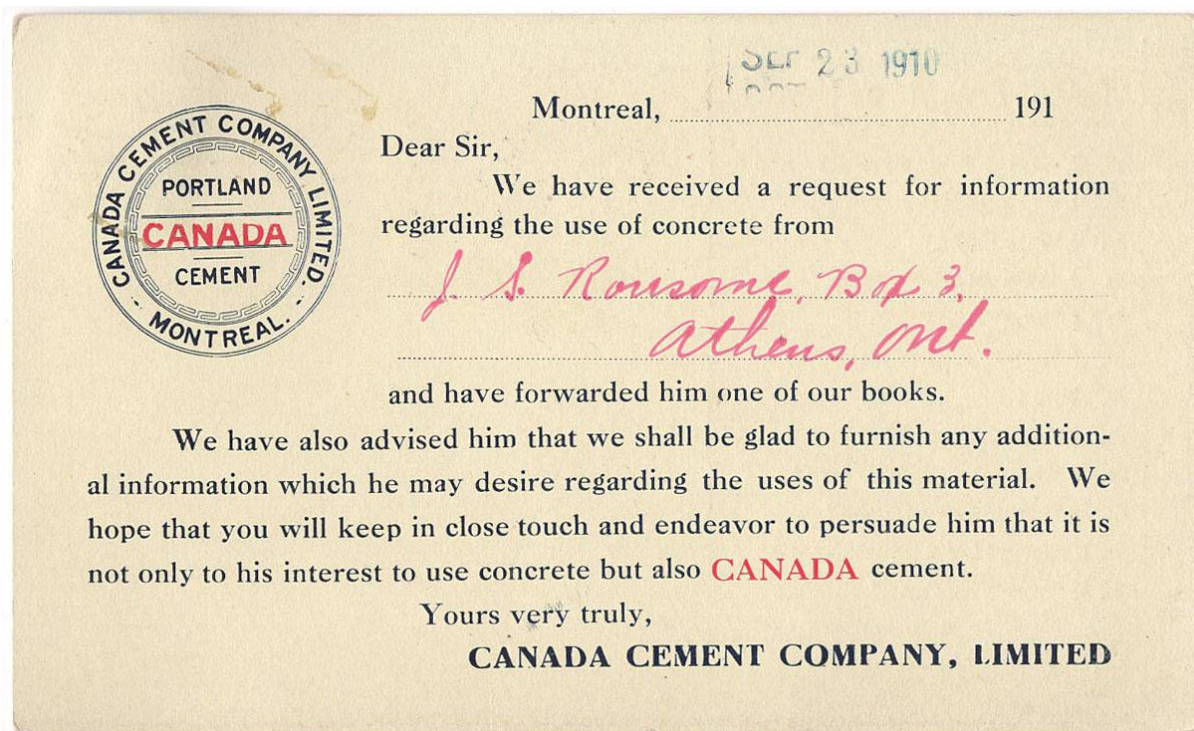 SEP 23 1910
Montreal, 191
CANADA CEMENT COMPANY LIMITED.
MONTREAL.
PORTLAND
CANADA
CEMENT
Dear Sir,
We have received a request for information
regarding the use of concrete from
J. S. Rousome, Box 3,
Athens, Ont.
and have forwarded him one of our books.
We have also advised him that we shall be glad to furnish any addition-
al information which he may desire regarding the uses of this material. We
hope that you will keep in close touch and endeavor to persuade him that it is
not only to his interest to use concrete but also CANADA cement.
Yours very truly,
CANADA CEMENT COMPANY, LIMITED